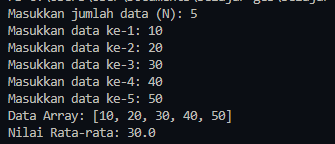 Masukkan jumlah data (N): 5
Masukkan data ke-1: 10
Masukkan data ke-2: 20
Masukkan data ke-3: 30
Masukkan data ke-4: 40
Masukkan data ke-5: 50
Data Array: [10, 20, 30, 40, 50]
Nilai Rata-rata: 30.0